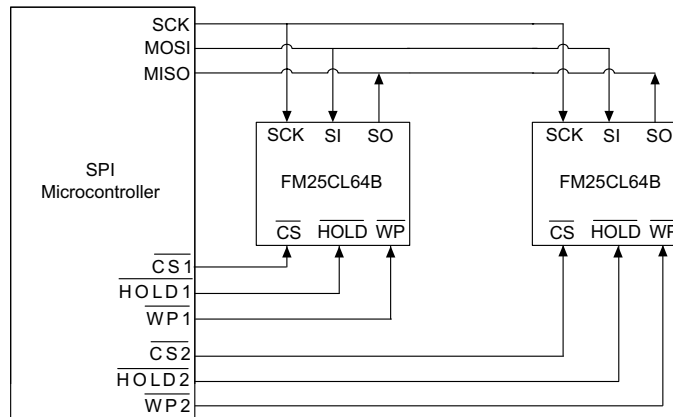 SCK
MOSI
MISO
SCK SI SO
SCK SI SO
SPI
Microcontroller
FM25CL64B
FM25CL64B
CS HOLD WP
CS HOLD WP
CS1
HOLD1
WP1
CS2
HOLD2
WP2